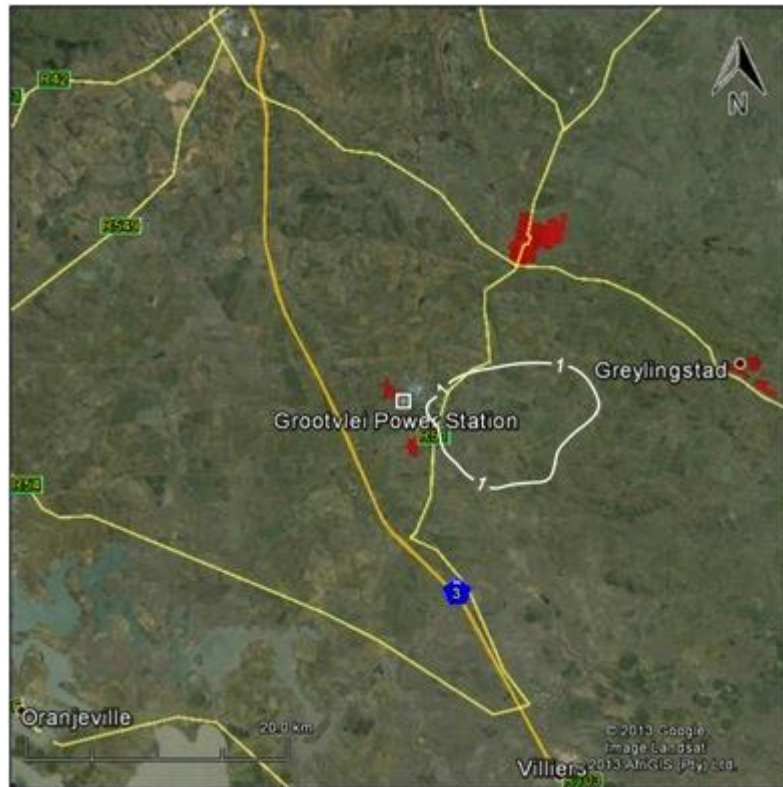 R42
N
R549
1
Greylingstad
1
Grootvlei Power Station
R51
1
R54
3
Oranjeville
20.0 km
© 2013 Google
Image Landsat
© 2013 AfriGIS (Pty) Ltd.
Villiers